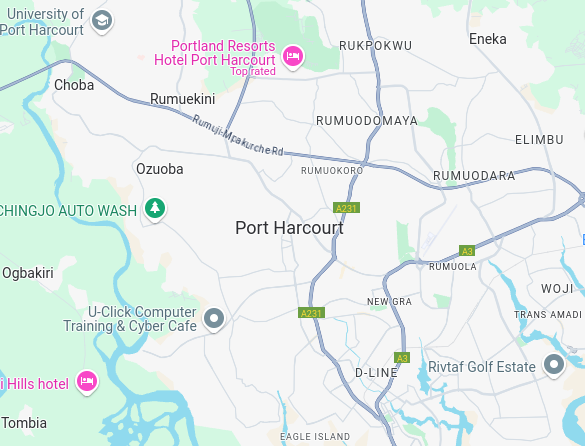 University of
Port Harcourt
Portland Resorts
Hotel Port Harcourt
Top rated
RUKPOKWU
Eneka
Choba
Rumuekini
RUMUODOMAYA
Rumuji-Mpakurche Rd
ELIMBU
Ozuoba
RUMUOKORO
RUMUODARA
CHINGJO AUTO WASH
A231
Port Harcourt
A3
Ogbakiri
RUMUOLA
WOJI
NEW GRA
U-Click Computer
Training & Cyber Cafe
A231
TRANS AMADI
A3
Rivtaf Golf Estate
D-LINE
i Hills hotel
Tombia
EAGLE ISLAND